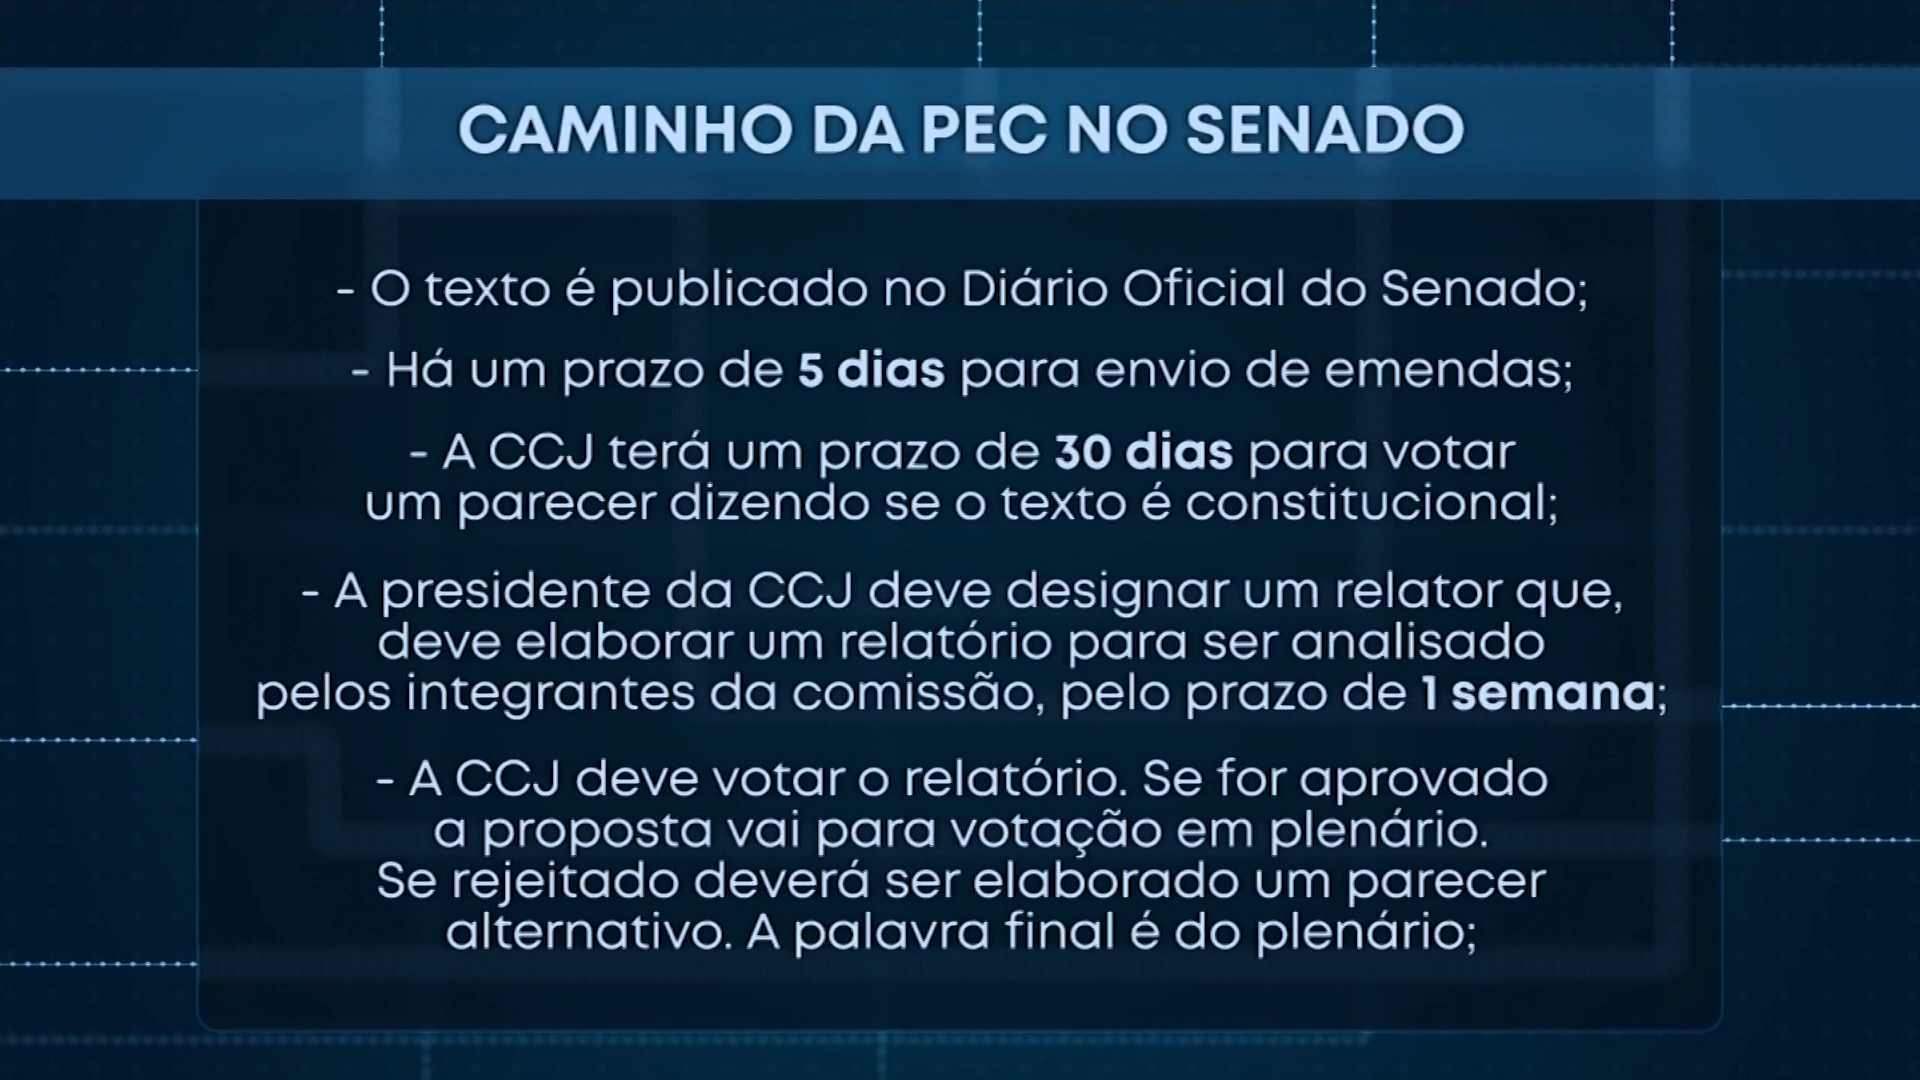 CAMINHO DA PEC NO SENADO
- O texto é publicado no Diário Oficial do Senado;
- Há um prazo de 5 dias para envio de emendas;
- A CCJ terá um prazo de 30 dias para votar
um parecer dizendo se o texto é constitucional;
- A presidente da CCJ deve designar um relator que,
deve elaborar um relatório para ser analisado
pelos integrantes da comissão, pelo prazo de 1 semana;
- A CCJ deve votar o relatório. Se for aprovado
a proposta vai para votação em plenário.
Se rejeitado deverá ser elaborado um parecer
alternativo. A palavra final é do plenário;